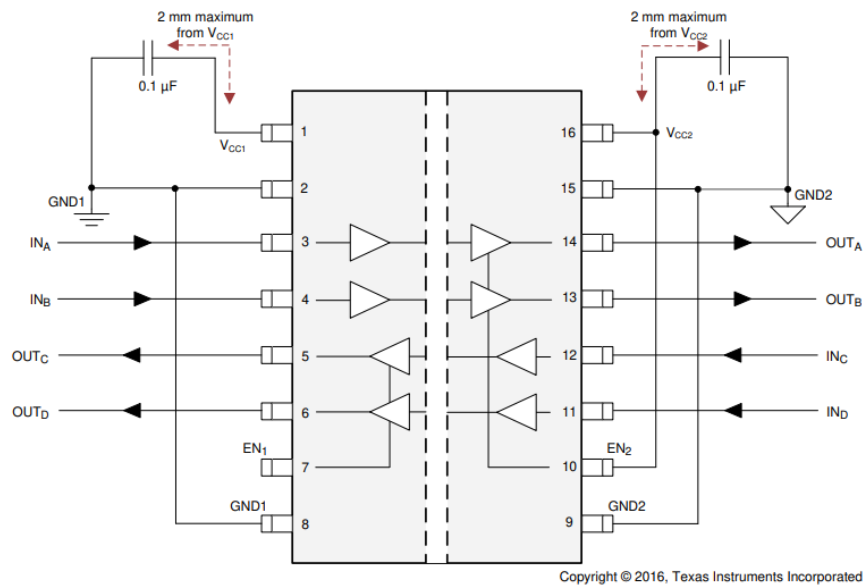 2 mm maximum
from VCC1
2 mm maximum
from VCC2
0.1 µF
0.1 µF
VCC1
1
16
VCC2
GND1
2
15
GND2
INA
3
14
OUTA
INB
4
13
OUTB
OUTC
5
12
INC
OUTD
6
11
IND
EN1
7
10
EN2
GND1
8
9
GND2
Copyright © 2016, Texas Instruments Incorporated